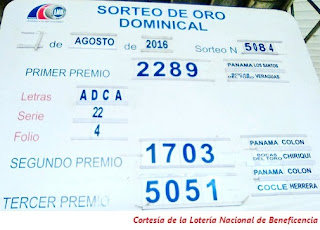 SORTEO DE ORO
DOMINICAL
7 de AGOSTO de 2016 Sorteo N 5084
PRIMER PREMIO 2289 PANAMA LOS SANTOS
VERAGUAS
Letras ADCA
Serie 22
Folio 4
SEGUNDO PREMIO 1703 PANAMA COLON
BOCAS DEL TORO CHIRIQUI
TERCER PREMIO 5051 PANAMA COLON
COCLE HERRERA
Cortesía de la Lotería Nacional de Beneficencia